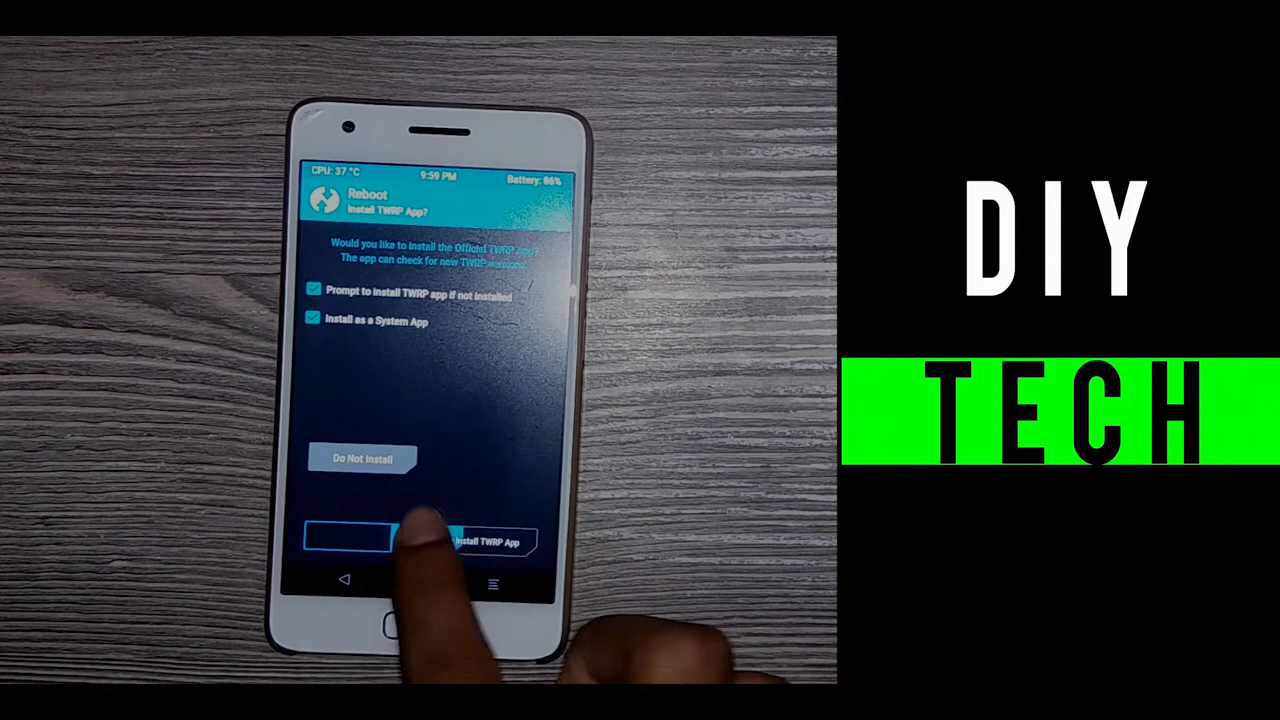 CPU: 37 °C 9:59 PM Battery: 86%
Reboot
Install TWRP App?
Would you like to install the Official TWRP App?
The app can check for new TWRP versions.
Prompt to install TWRP app if not installed
Install as a System App
Do Not Install
Install TWRP App
DIY
TECH